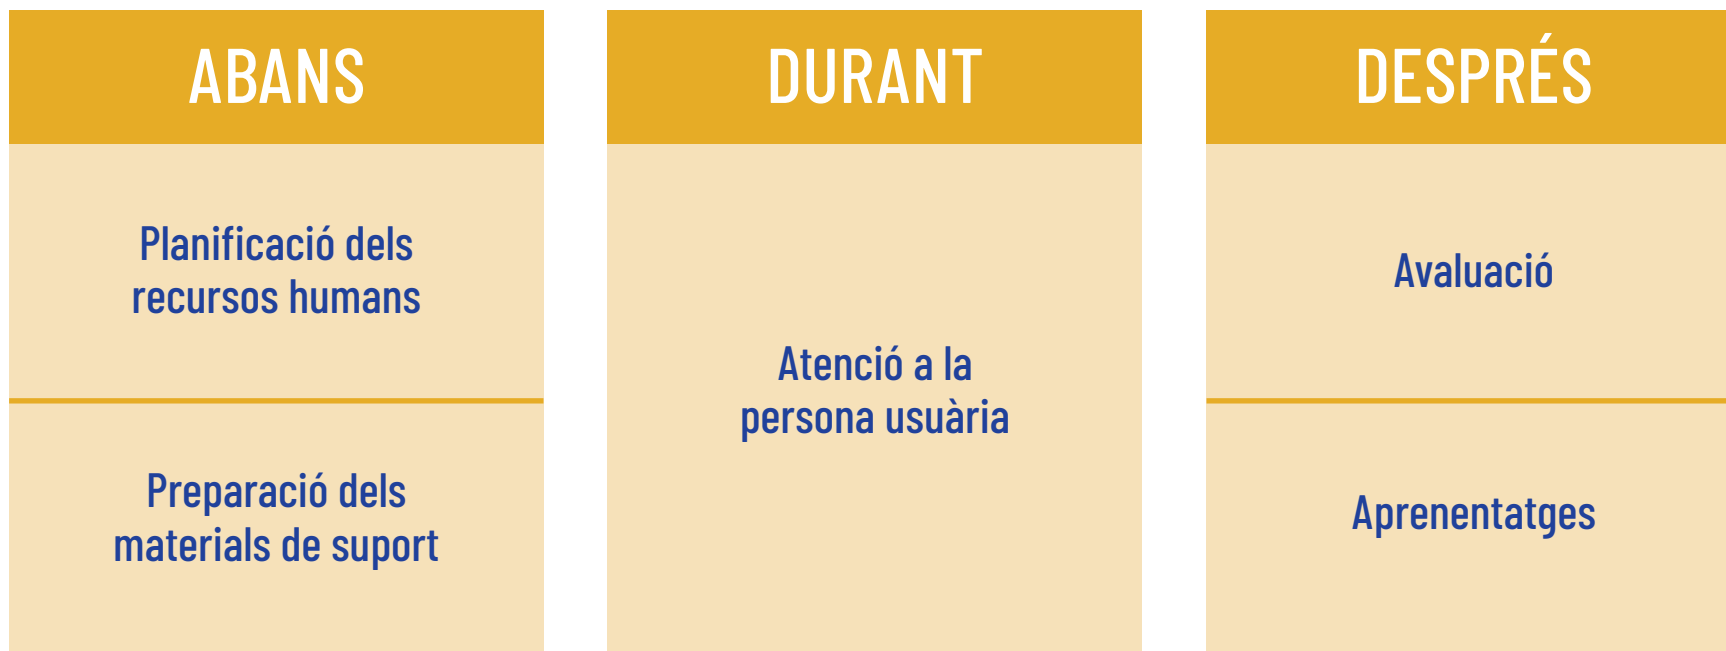 ABANS
Planificació dels
recursos humans
Preparació dels
materials de suport
DURANT
Atenció a la
persona usuària
DESPRÉS
Avaluació
Aprenentatges